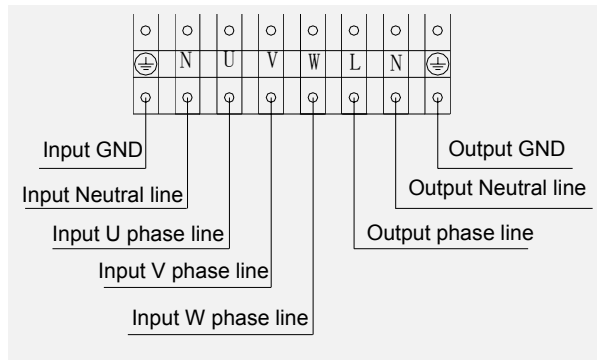 N U V W L N
Input GND
Output GND
Input Neutral line
Output Neutral line
Input U phase line
Output phase line
Input V phase line
Input W phase line